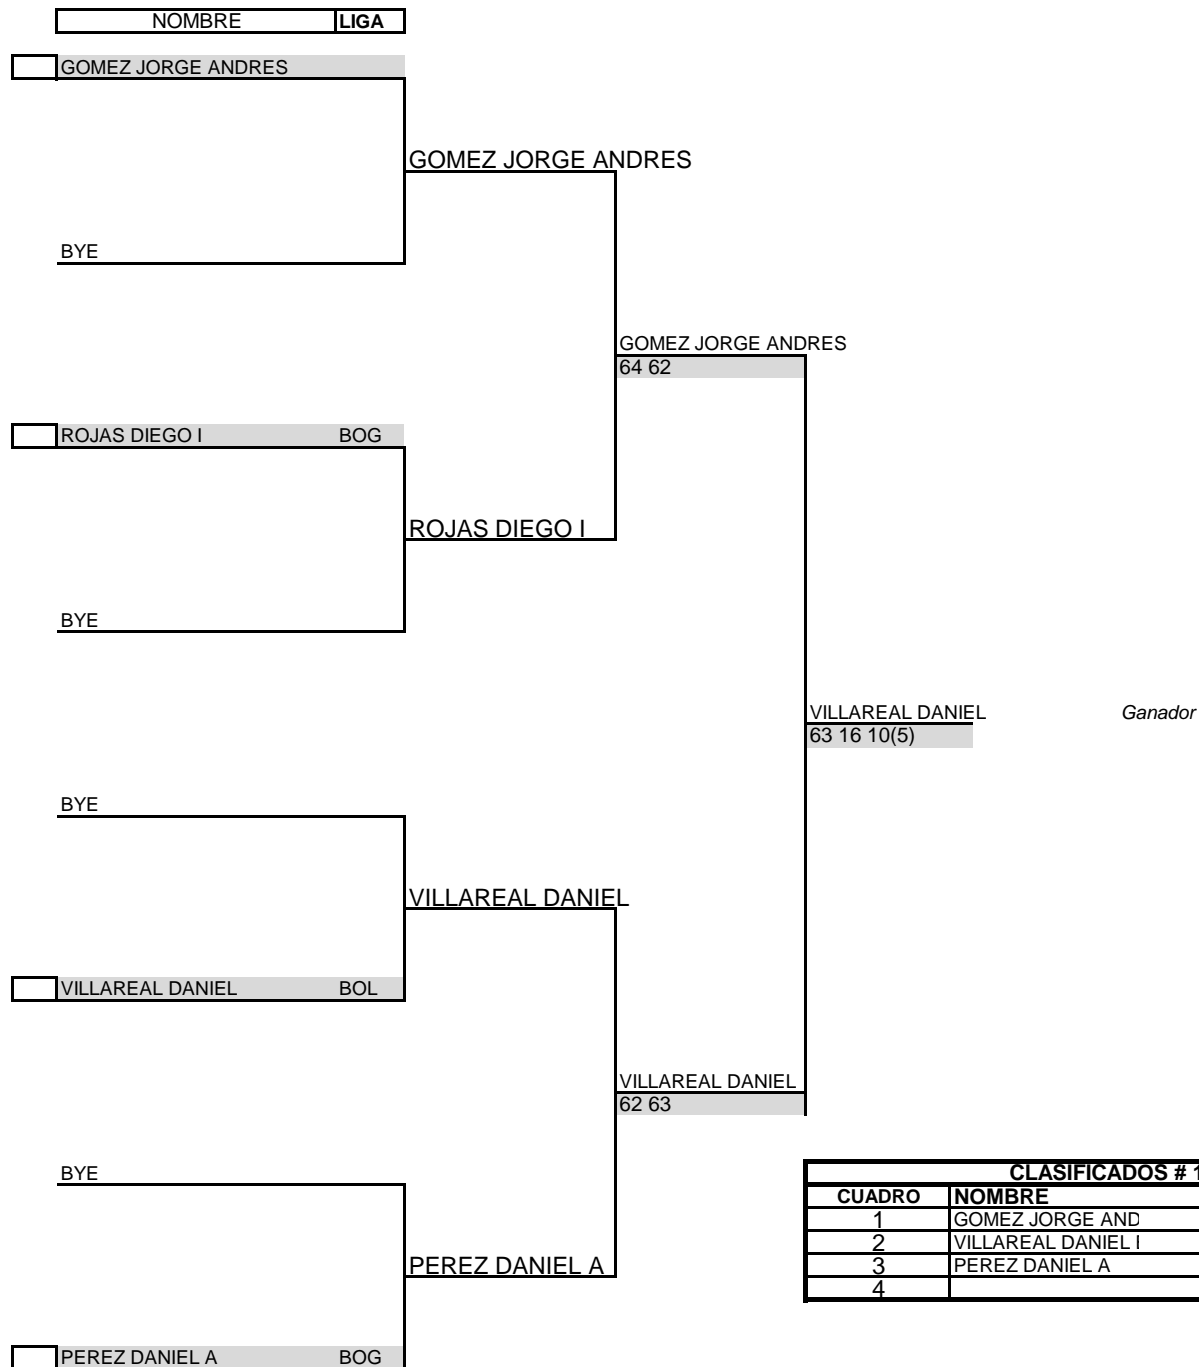 NOMBRE LIGA
GOMEZ JORGE ANDRES
GOMEZ JORGE ANDRES
BYE
GOMEZ JORGE ANDRES
64 62
ROJAS DIEGO I BOG
ROJAS DIEGO I
BYE
VILLAREAL DANIEL Ganador
63 16 10(5)
BYE
VILLAREAL DANIEL
VILLAREAL DANIEL BOL
VILLAREAL DANIEL
62 63
BYE
CLASIFICADOS # 1
CUADRO NOMBRE
1 GOMEZ JORGE AND
2 VILLAREAL DANIEL
3 PEREZ DANIEL A
4
PEREZ DANIEL A
PEREZ DANIEL A BOG